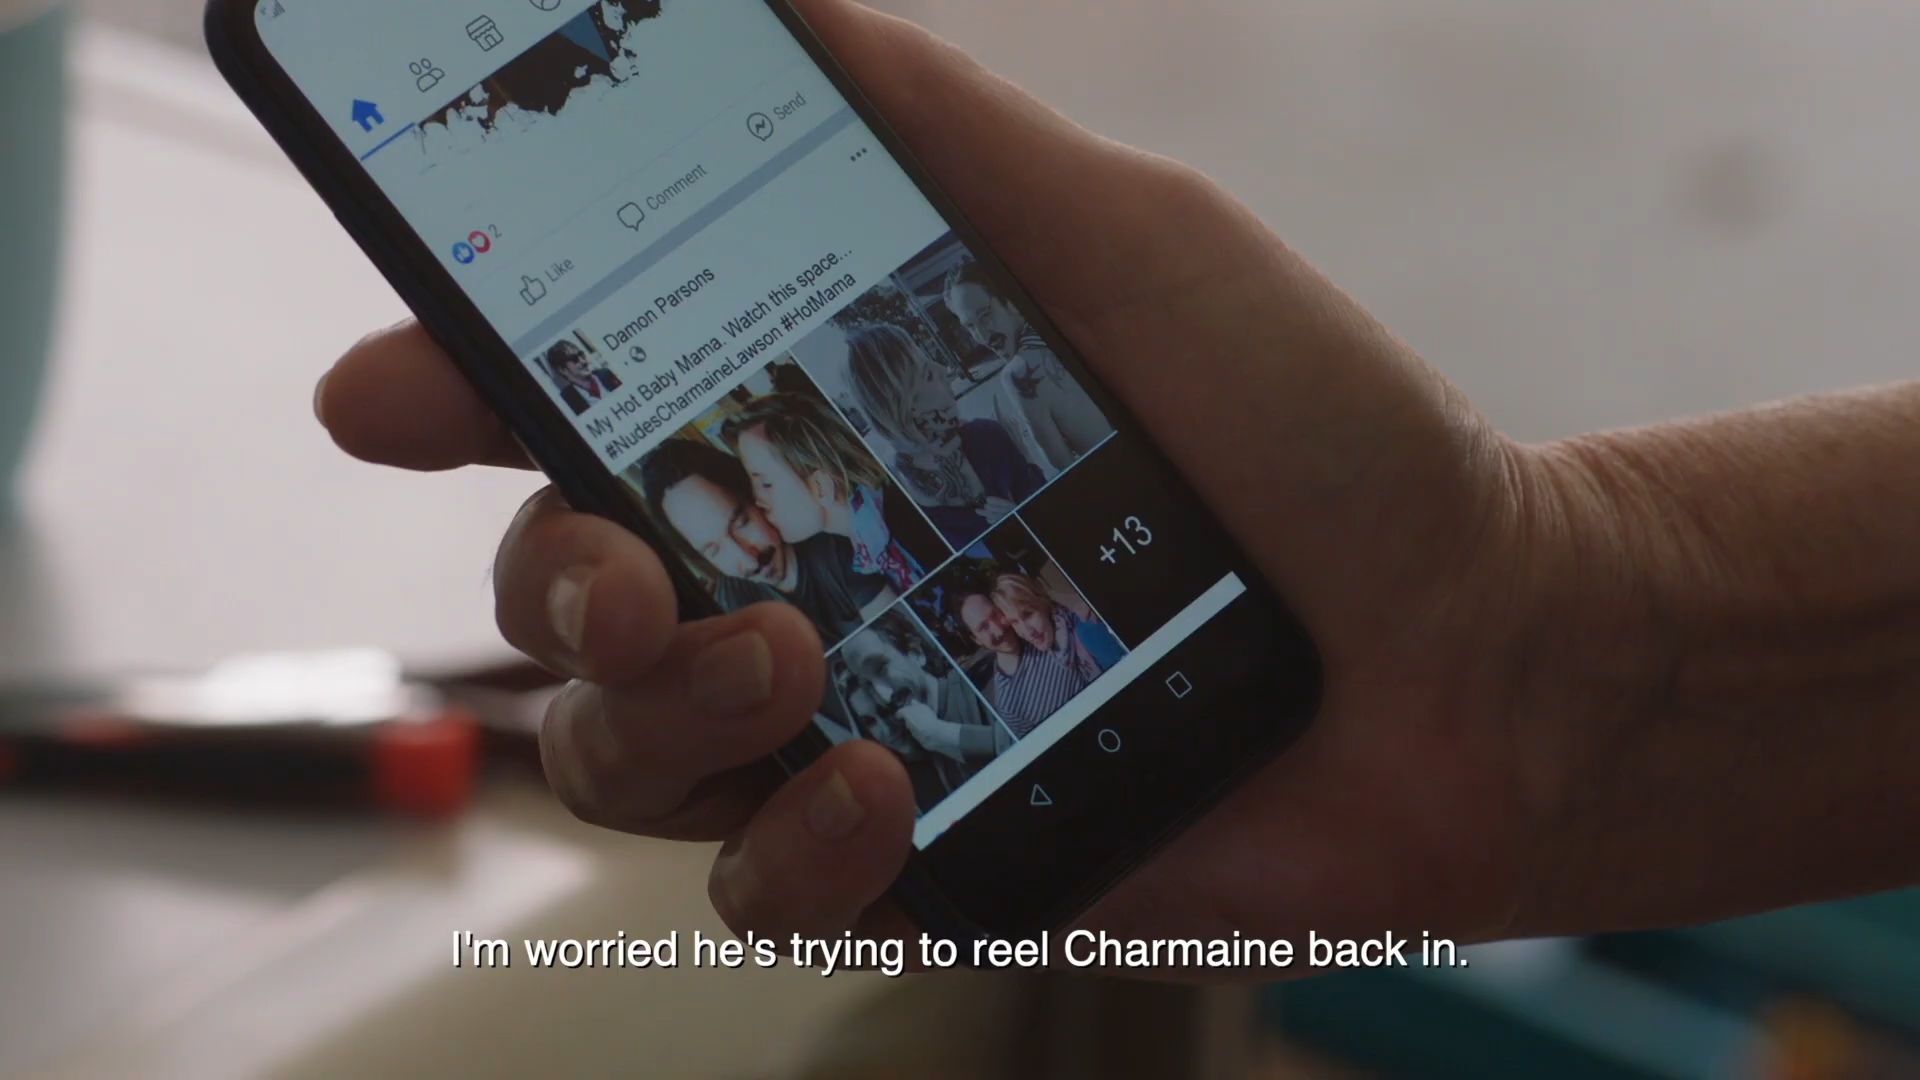 Send
Comment
2
Like
Damon Parsons
My Hot Baby Mama. Watch this space...
#NudesCharmaineLawson #HotMama
+13
I'm worried he's trying to reel Charmaine back in.